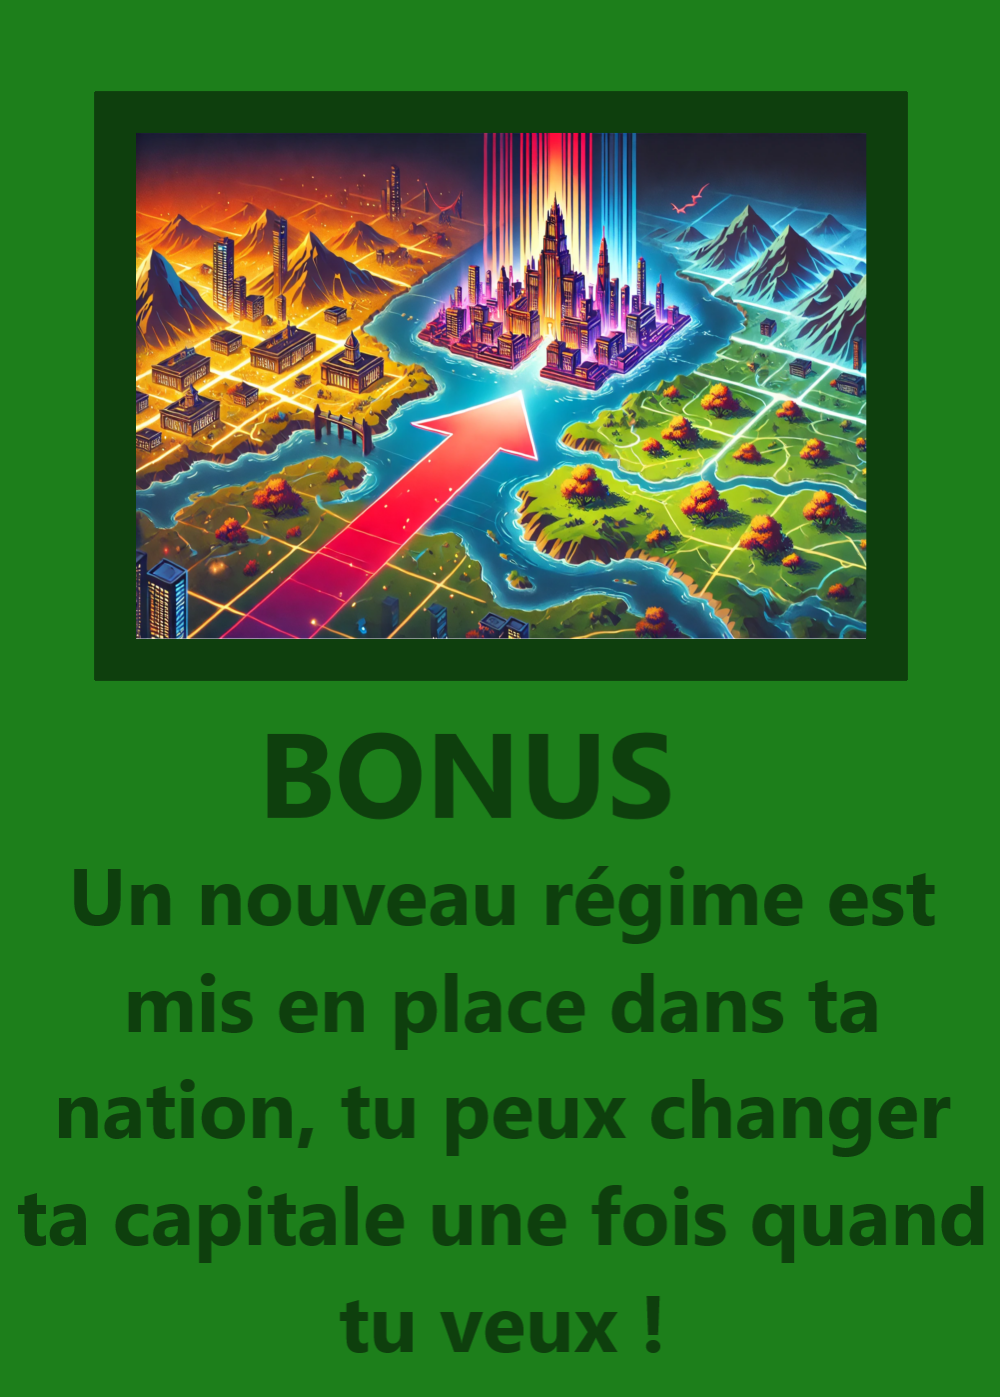 BONUS
Un nouveau régime est
mis en place dans ta
nation, tu peux changer
ta capitale une fois quand
tu veux !